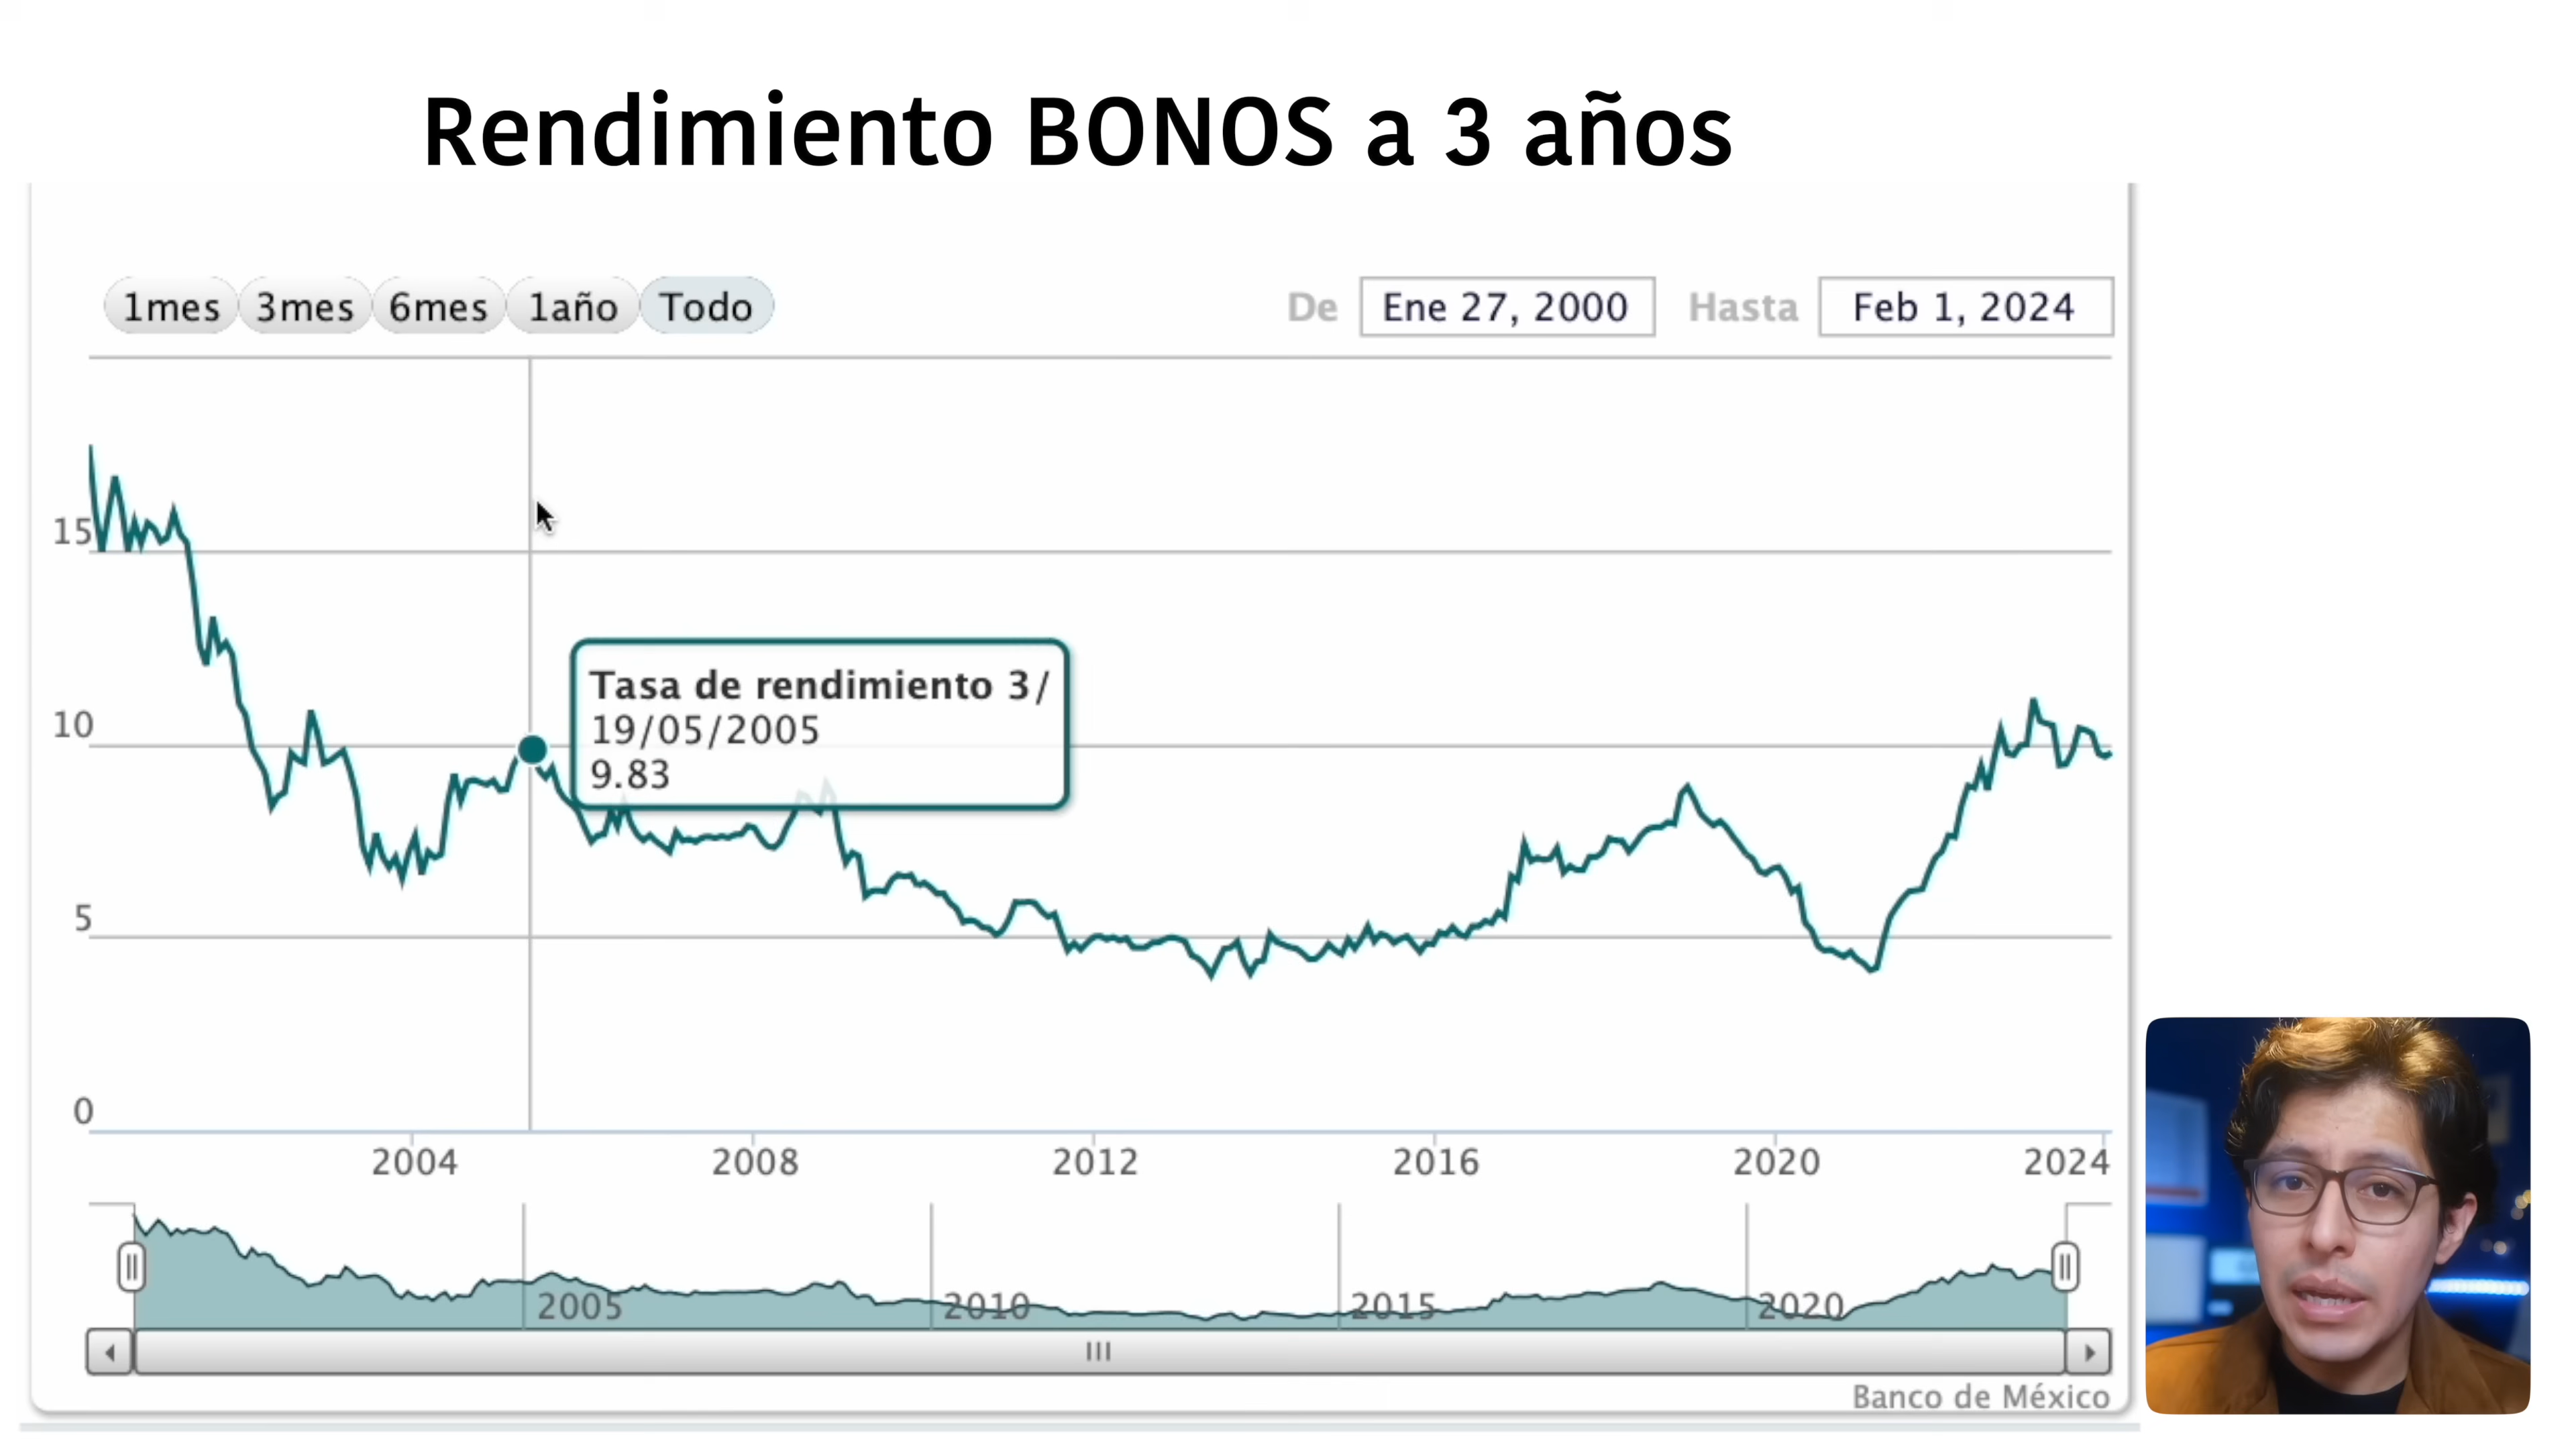 Rendimiento BONOS a 3 años
1mes 3mes 6mes 1año Todo De Ene 27, 2000 Hasta Feb 1, 2024
15
10
5
0
Tasa de rendimiento 3/
19/05/2005
9.83
2004 2008 2012 2016 2020 2024
2005 2010 2015 2020
Banco de México